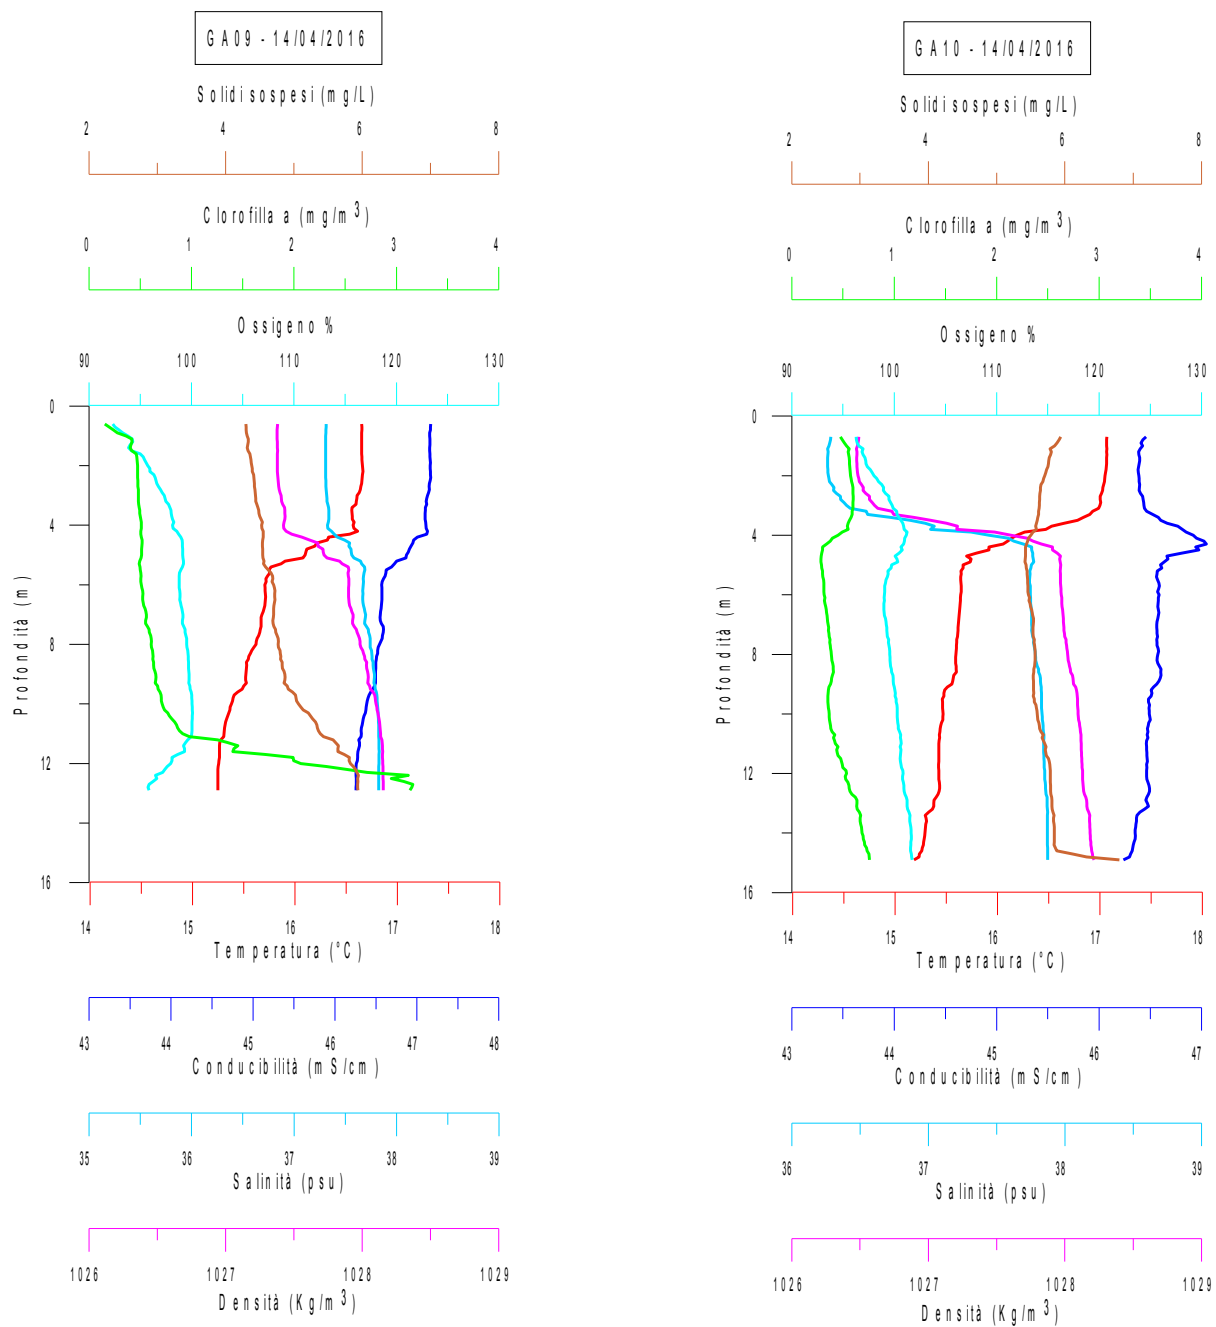 GA09 - 14/04/2016
Solidi sospesi (mg/L)
2 4 6 8
Clorofilla a (mg/m³)
0 1 2 3 4
Ossigeno %
90 100 110 120 130
0
4
8
12
16
Profondità (m)
14 15 16 17 18
Temperatura (°C)
43 44 45 46 47 48
Conducibilità (mS/cm)
35 36 37 38 39
Salinità (psu)
1026 1027 1028 1029
Densità (Kg/m³)
GA10 - 14/04/2016
Solidi sospesi (mg/L)
2 4 6 8
Clorofilla a (mg/m³)
0 1 2 3 4
Ossigeno %
90 100 110 120 130
0
4
8
12
16
Profondità (m)
14 15 16 17 18
Temperatura (°C)
43 44 45 46 47
Conducibilità (mS/cm)
36 37 38 39
Salinità (psu)
1026 1027 1028 1029
Densità (Kg/m³)